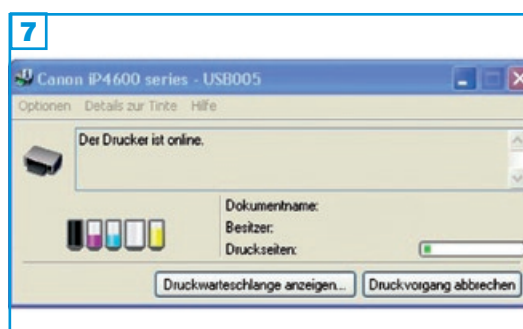 7
Canon iP4600 series - USB005
Optionen Details zur Tinte Hilfe
Der Drucker ist online.
Dokumentname:
Besitzer:
Druckseiten:
Druckwarteschlange anzeigen... Druckvorgang abbrechen